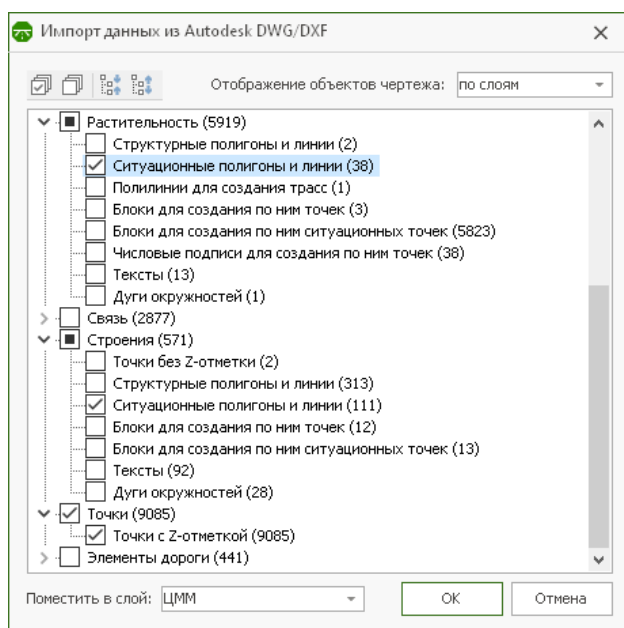 Импорт данных из Autodesk DWG/DXF
Отображение объектов чертежа: по слоям
Растительность (5919)
Структурные полигоны и линии (2)
Ситуационные полигоны и линии (38)
Полилинии для создания трасс (1)
Блоки для создания по ним точек (3)
Блоки для создания по ним ситуационных точек (5823)
Числовые подписи для создания по ним точек (38)
Тексты (13)
Дуги окружностей (1)
Связь (2877)
Строения (571)
Точки без Z-отметки (2)
Структурные полигоны и линии (313)
Ситуационные полигоны и линии (111)
Блоки для создания по ним точек (12)
Блоки для создания по ним ситуационных точек (13)
Тексты (92)
Дуги окружностей (28)
Точки (9085)
Точки с Z-отметкой (9085)
Элементы дороги (441)
Поместить в слой: ЦММ ОК Отмена